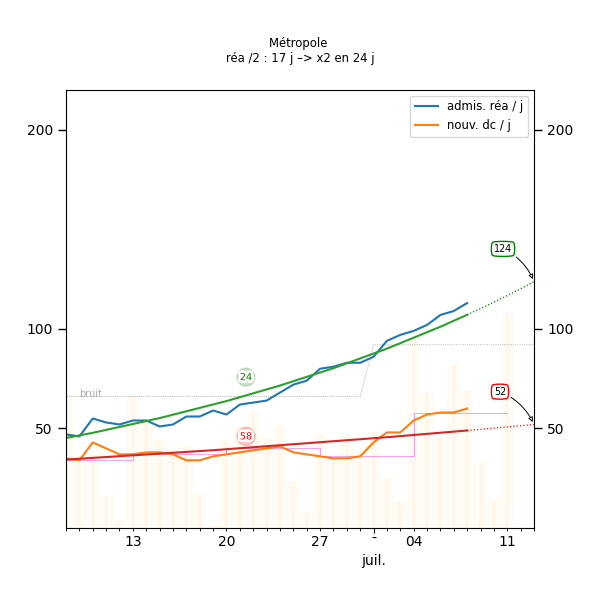 Métropole
réa /2 : 17 j –> x2 en 24 j
admis. réa / j
nouv. dc / j
200
200
124
100
100
52
24
bruit
58
50
50
13
20
27
-
04
11
juil.